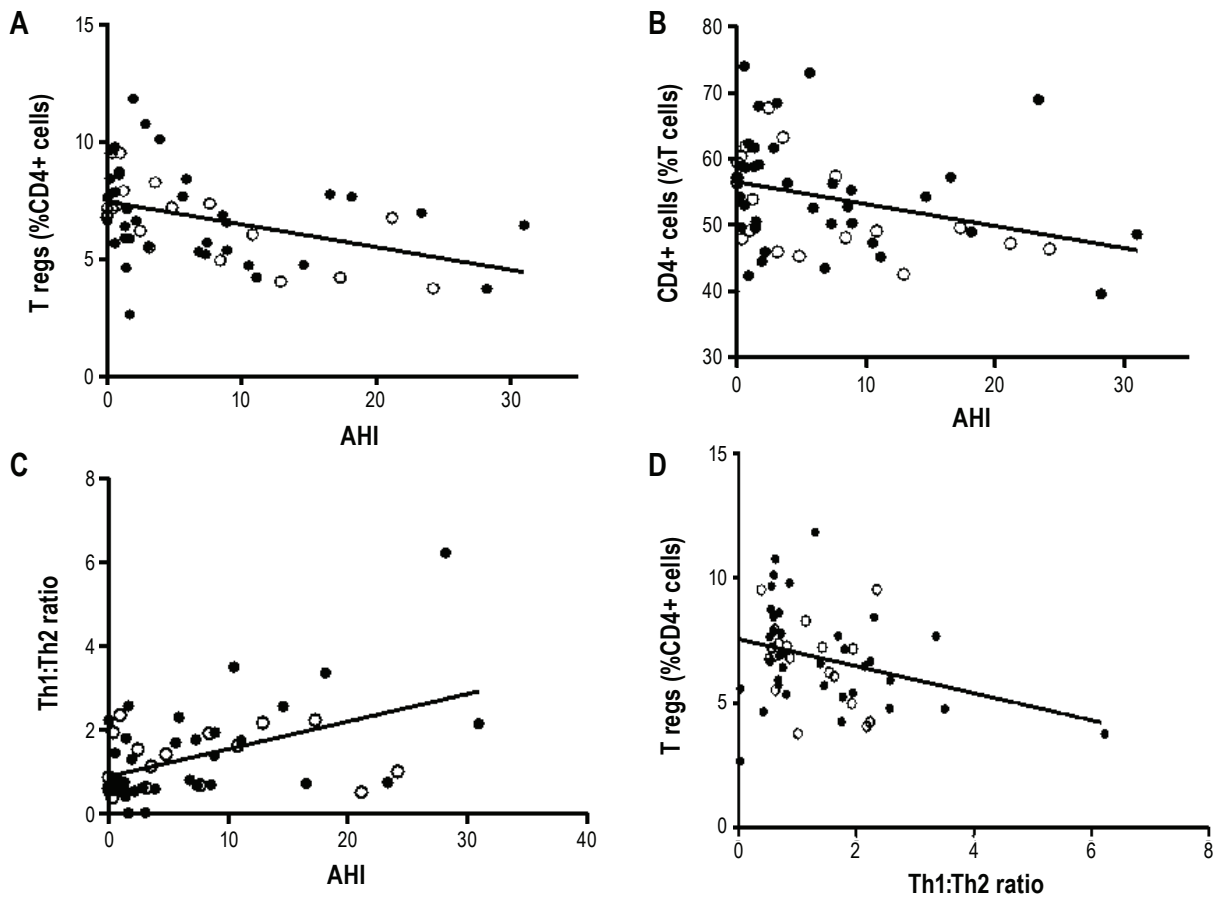 A
T regs (%CD4+ cells)
15
10
5
0
0 10 20 30
AHI
B
CD4+ cells (%T cells)
80
70
60
50
40
30
0 10 20 30
AHI
C
Th1:Th2 ratio
8
6
4
2
0
0 10 20 30 40
AHI
D
T regs (%CD4+ cells)
15
10
5
0
0 2 4 6 8
Th1:Th2 ratio